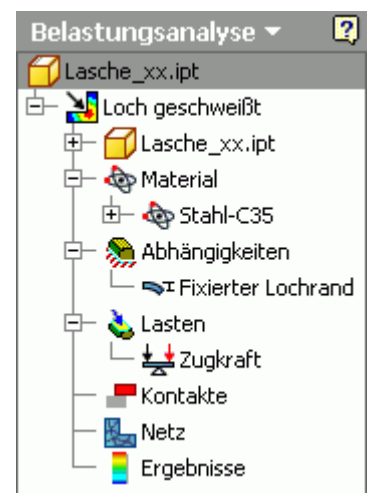 Belastungsanalyse
Lasche_xx.ipt
Loch geschweißt
Lasche_xx.ipt
Material
Stahl-C35
Abhängigkeiten
Fixierter Lochrand
Lasten
Zugkraft
Kontakte
Netz
Ergebnisse